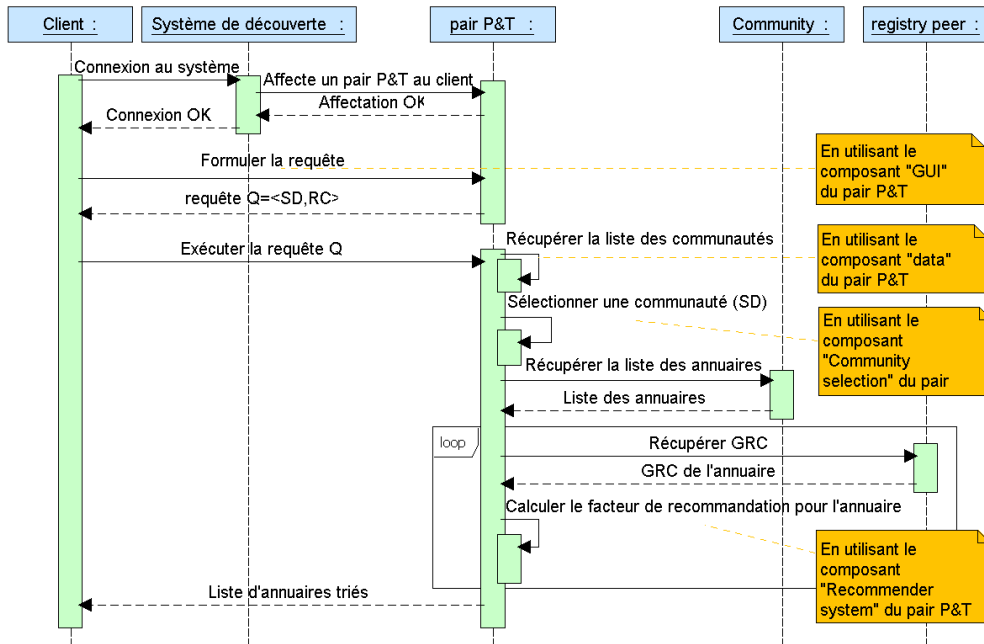 Client :
Système de découverte :
pair P&T :
Community :
registry peer :
Connexion au système
Affecte un pair P&T au client
Affectation OK
Connexion OK
Formuler la requête
En utilisant le
composant "GUI"
du pair P&T
requête Q=<SD,RC>
Exécuter la requête Q
Récupérer la liste des communautés
En utilisant le
composant "data"
du pair P&T
Sélectionner une communauté (SD)
En utilisant le
composant
"Community
selection" du pair
Récupérer la liste des annuaires
Liste des annuaires
loop
Récupérer GRC
GRC de l'annuaire
Calculer le facteur de recommandation pour l'annuaire
En utilisant le
composant
"Recommender
system" du pair P&T
Liste d'annuaires triés